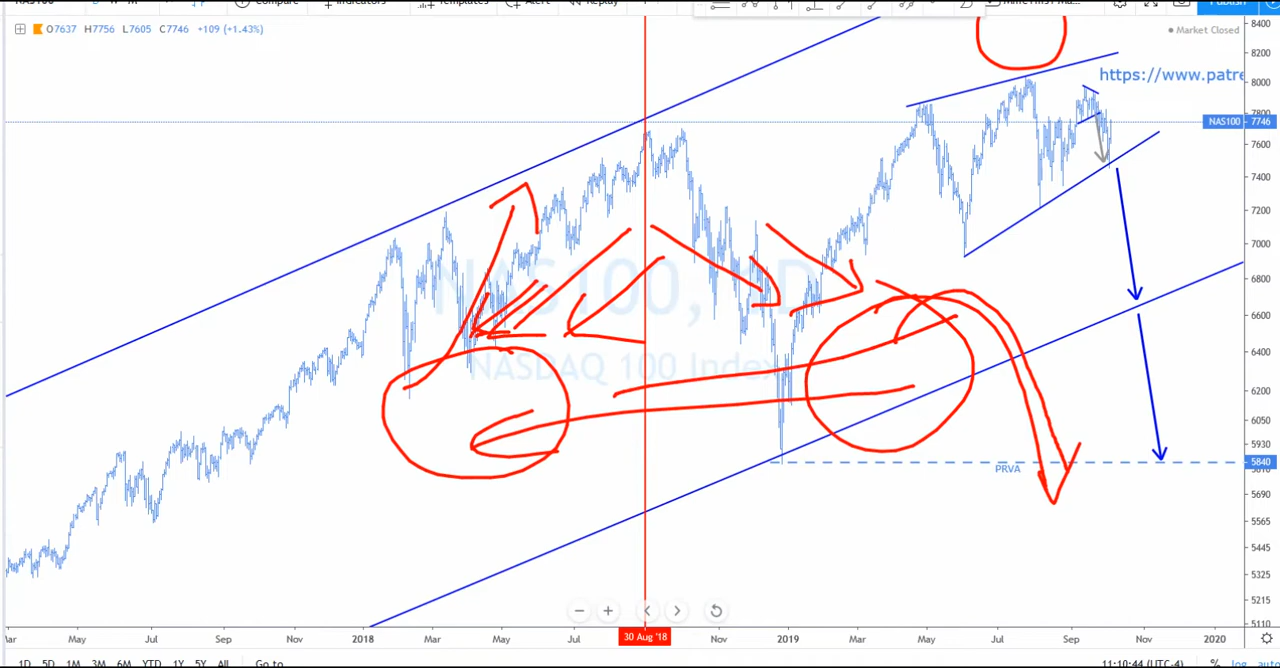 Compare
Indicators
Templates
Alert
Replay
O7637 H7756 L7605 C7746 +109 (+1.43%)
Market Closed
https://www.patre
NAS100, 1D
NASDAQ 100 Index
PRVA
8400
8200
8000
7800
NAS100 7746
7600
7400
7200
7000
6800
6600
6400
6200
6050
5930
5840
5810
5690
5565
5445
5325
5215
5110
May Jul Sep Nov 2018 Mar May Jul 30 Aug '18 Nov 2019 Mar May Jul Sep Nov 2020
1D 5D 1M 3M 6M YTD 1Y 5Y All Go to
11:10:44 (UTC-4) % log auto